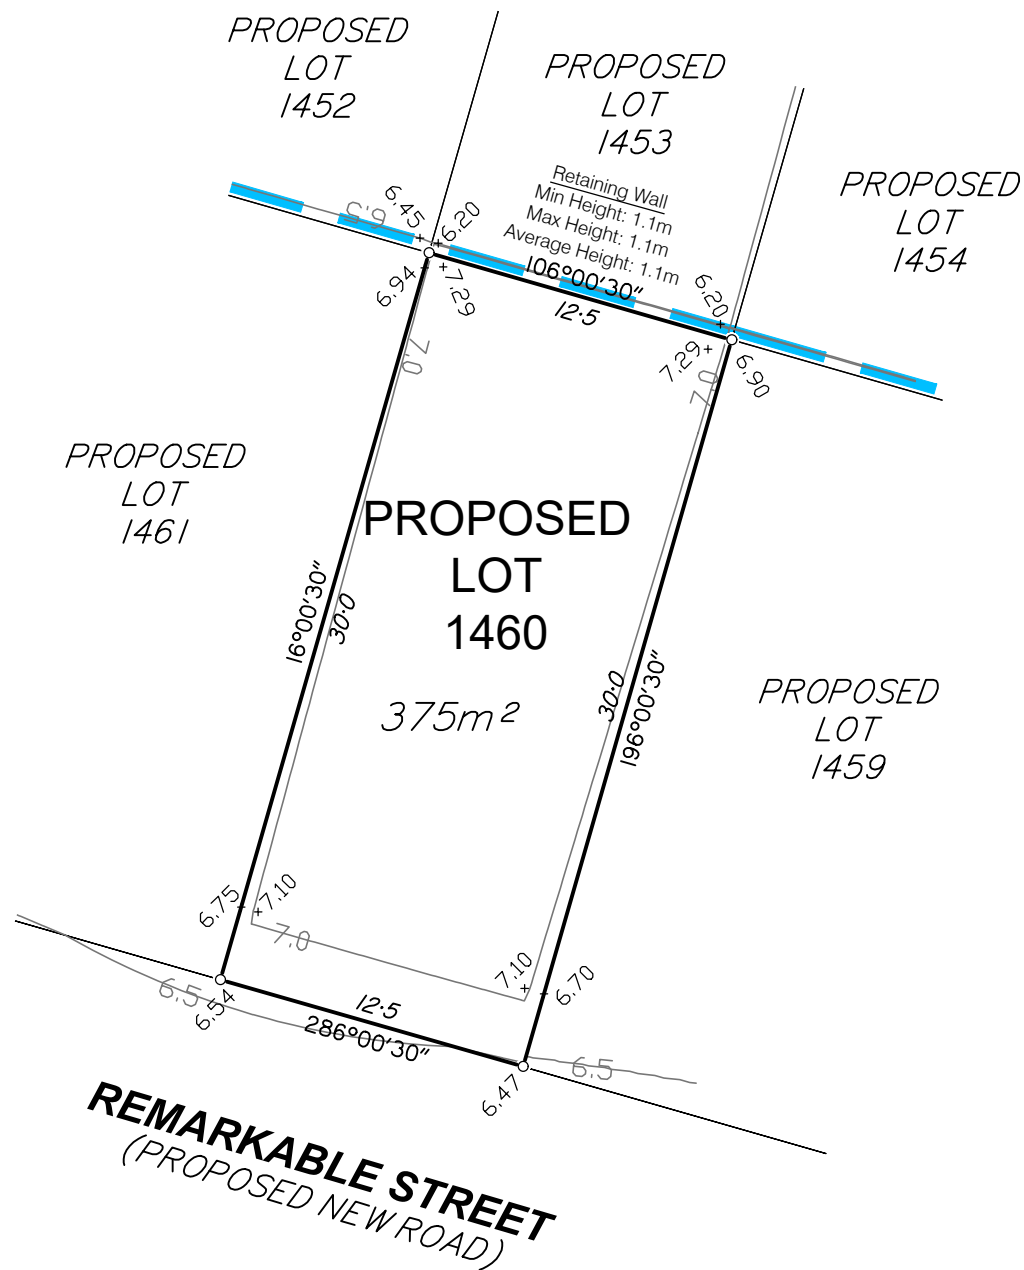 PROPOSED
LOT
1452
PROPOSED
LOT
1453
PROPOSED
LOT
1454
Retaining Wall
Min Height: 1.1m
Max Height: 1.1m
Average Height: 1.1m
6.5
6.45
6.20
6.94
7.29
106°00'30"
12·5
6.20
7.29
6.90
7.0
7.0
PROPOSED
LOT
1461
PROPOSED
LOT
1460
375m²
16°00'30"
30·0
30·0
196°00'30"
PROPOSED
LOT
1459
6.75
7.10
7.0
7.10
6.70
6.5
6.54
12·5
286°00'30"
6.5
6.47
REMARKABLE STREET
(PROPOSED NEW ROAD)